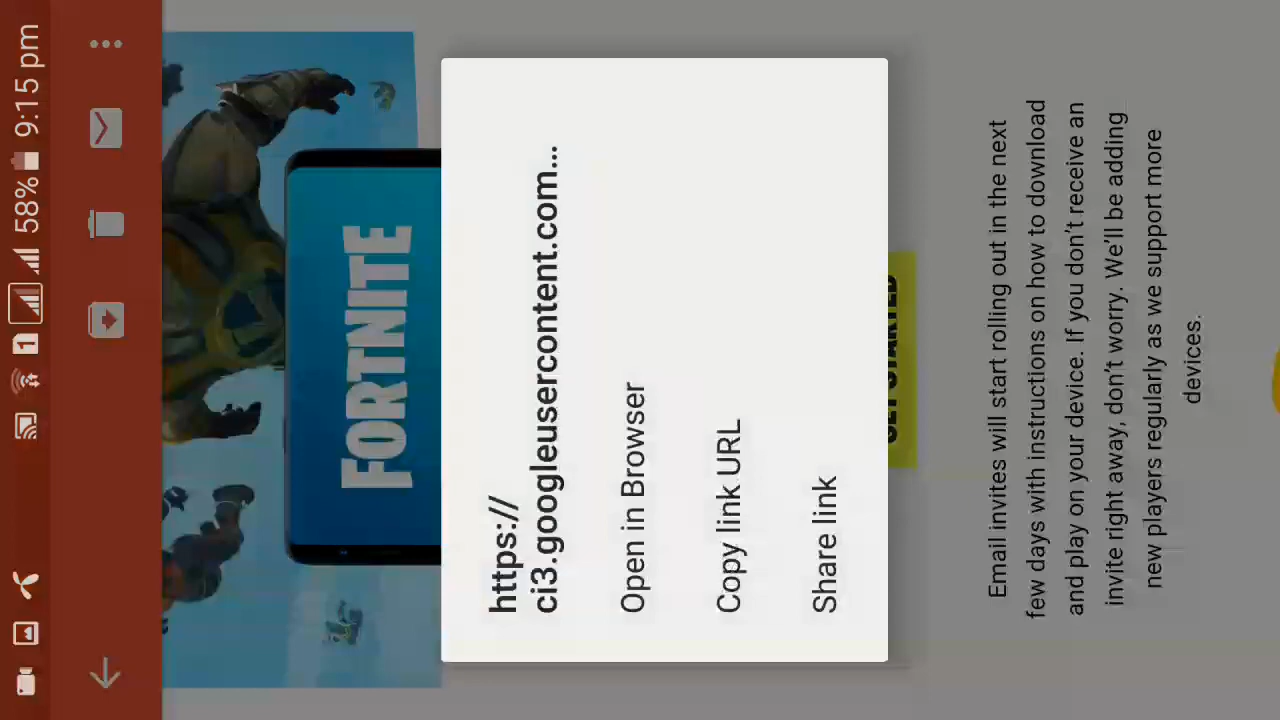 1 58% 9:15 pm
FORTNITE
https://
ci3.googleusercontent.com...
Open in Browser
Copy link URL
Share link
GET STARTED
Email invites will start rolling out in the next
few days with instructions on how to download
and play on your device. If you don't receive an
invite right away, don't worry. We'll be adding
new players regularly as we support more
devices.